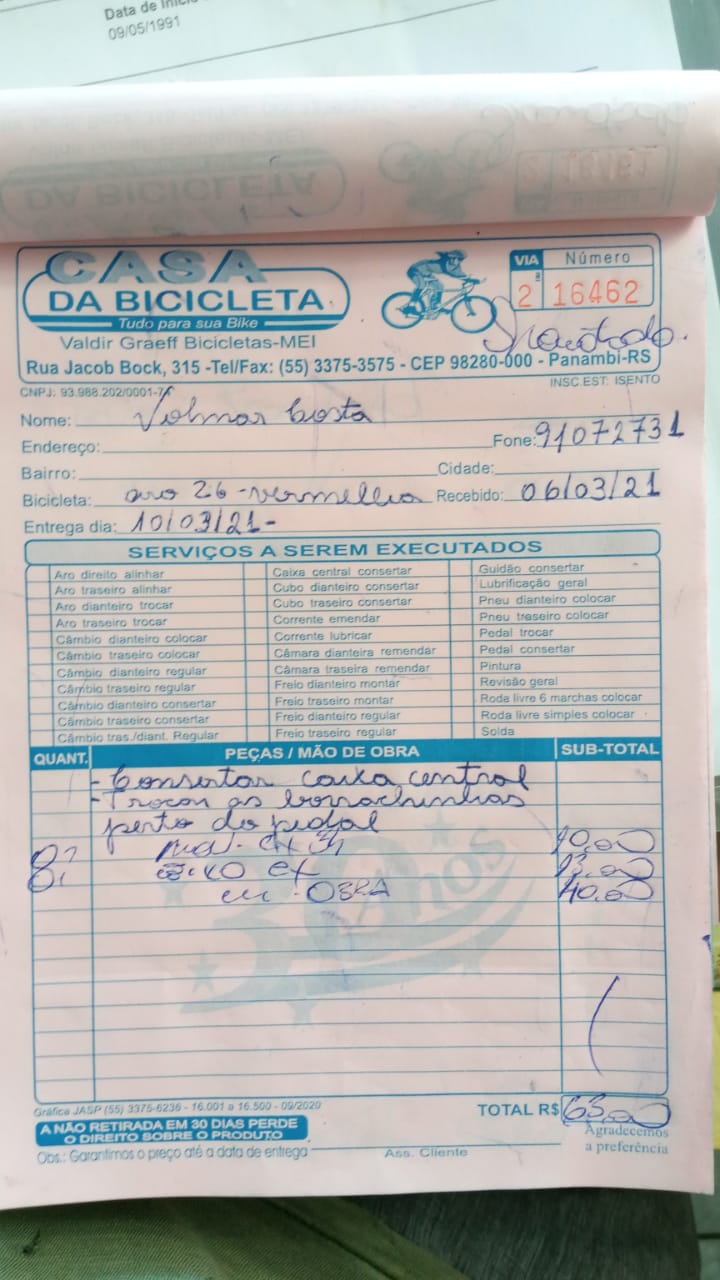 Data de Iníc
09/05/1991
DA BICICLETA
CASA
DA BICICLETA
Tudo para sua Bike
Valdir Graeff Bicicletas-MEI
VIA Número
2ª 16462
Rua Jacob Bock, 315 -Tel/Fax: (55) 3375-3575 - CEP 98280-000 - Panambi-RS
CNPJ: 93.988.202/0001-7 INSC.EST: ISENTO
Nome: Volmar Costa
Endereço: Fone: 91072731
Bairro: Cidade:
Bicicleta: aro 26 - vermelha Recebido: 06/03/21
Entrega dia: 10/03/21-
SERVIÇOS A SEREM EXECUTADOS
Aro direito alinhar Caixa central consertar Guidão consertar
Aro traseiro alinhar Cubo dianteiro consertar Lubrificação geral
Aro dianteiro trocar Cubo traseiro consertar Pneu dianteiro colocar
Aro traseiro trocar Corrente emendar Pneu traseiro colocar
Câmbio dianteiro colocar Corrente lubricar Pedal trocar
Câmbio traseiro colocar Câmara dianteira remendar Pedal consertar
Câmbio dianteiro regular Câmara traseira remendar Pintura
Câmbio traseiro regular Freio dianteiro montar Revisão geral
Câmbio dianteiro consertar Freio traseiro montar Roda livre 6 marchas colocar
Câmbio traseiro consertar Freio dianteiro regular Roda livre simples colocar
Câmbio tras./diant. Regular Freio traseiro regular Solda
QUANT. PEÇAS / MÃO DE OBRA SUB-TOTAL
- Consertar caixa central
- Trocar as borrachinhas
perto do pedal
10,00
13,00
OBRA 40,00
30 Anos
Gráfica JASP (55) 3375-6236 - 16.001 a 16.500 - 09/2020
TOTAL R$ 63,00
A NÃO RETIRADA EM 30 DIAS PERDE
O DIREITO SOBRE O PRODUTO
Agradecemos
a preferência
Obs.: Garantimos o preço até a data de entrega Ass. Cliente